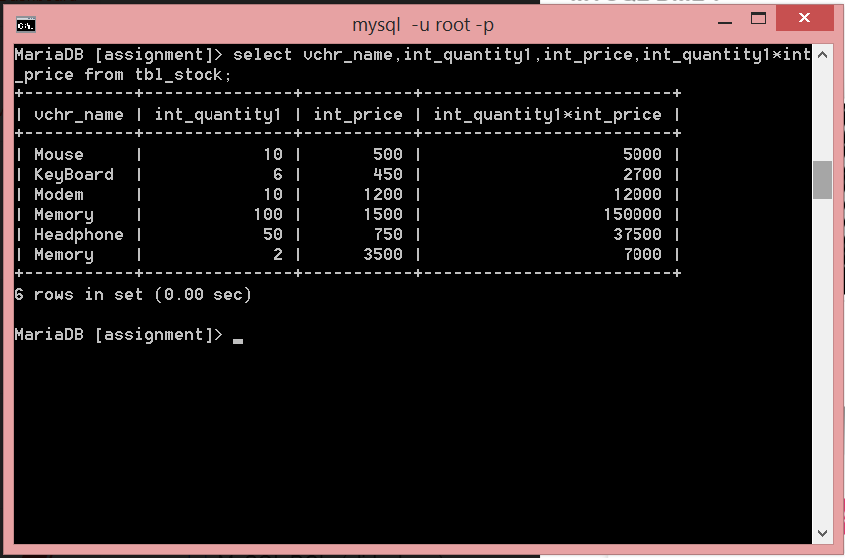 mysql -u root -p
MariaDB [assignment]> select vchr_name,int_quantity1,int_price,int_quantity1*int
_price from tbl_stock;
+-----------+---------------+-----------+-------------------------+
| vchr_name | int_quantity1 | int_price | int_quantity1*int_price |
+-----------+---------------+-----------+-------------------------+
| Mouse     |            10 |       500 |                    5000 |
| KeyBoard  |             6 |       450 |                    2700 |
| Modem     |            10 |      1200 |                   12000 |
| Memory    |           100 |      1500 |                  150000 |
| Headphone |            50 |       750 |                   37500 |
| Memory    |             2 |      3500 |                    7000 |
+-----------+---------------+-----------+-------------------------+
6 rows in set (0.00 sec)
MariaDB [assignment]> _